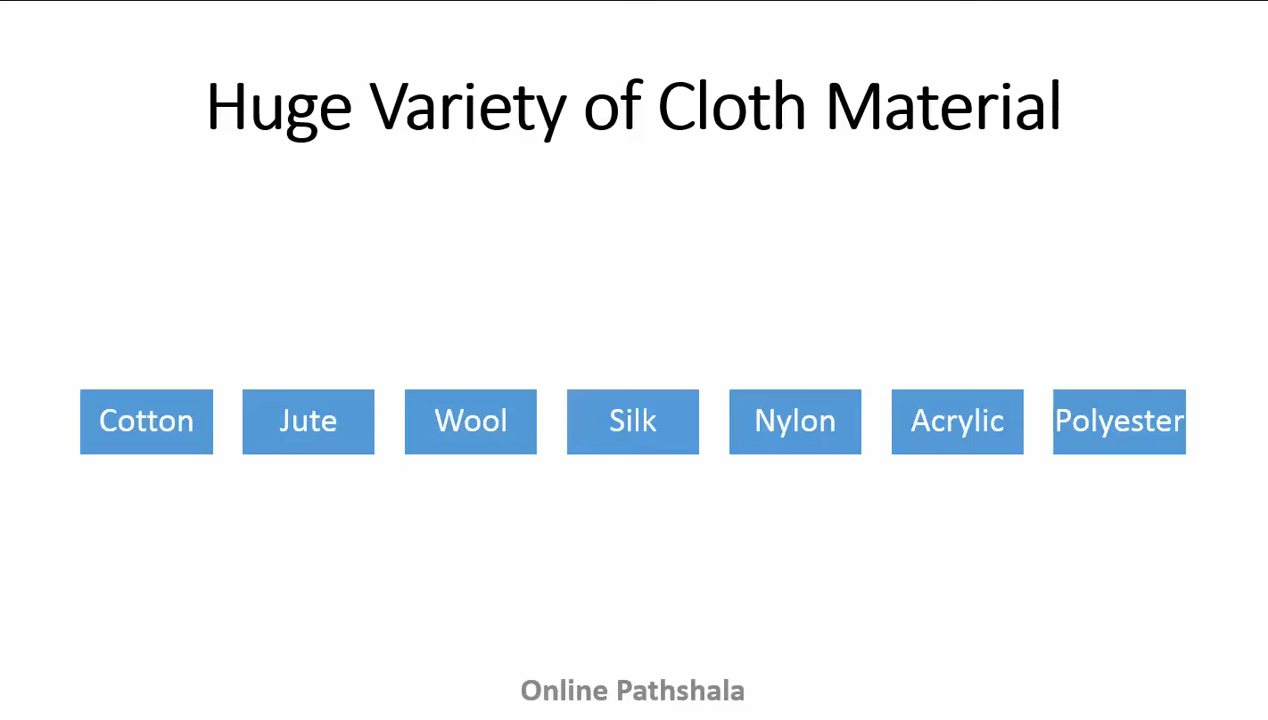 Huge Variety of Cloth Material
Cotton Jute Wool Silk Nylon Acrylic Polyester
Online Pathshala